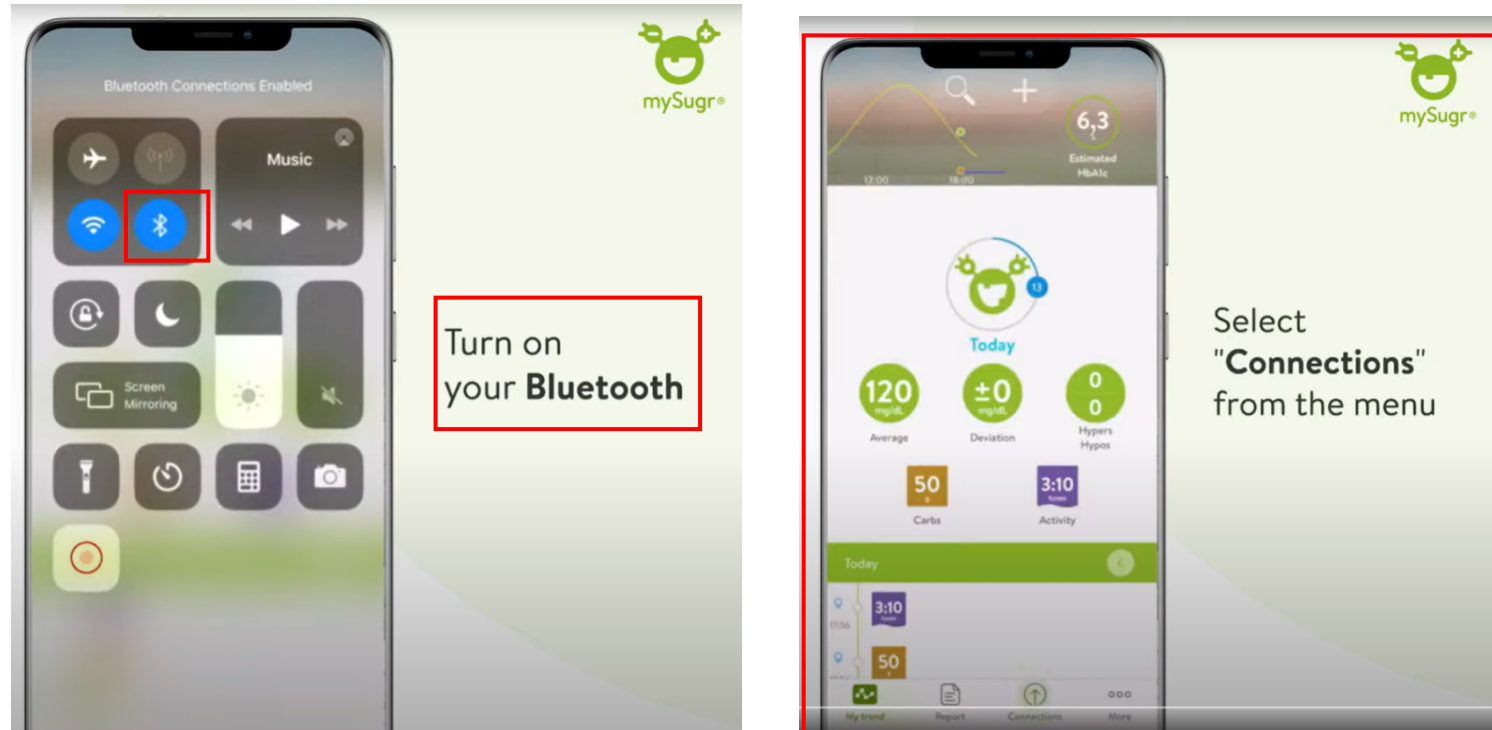 Bluetooth Connections Enabled
Music
Screen
Mirroring
mySugr®
Turn on
your Bluetooth
12:00
18:00
6,3
Estimated
HbA1c
13
Today
120
mg/dL
Average
±0
mg/dL
Deviation
0
0
Hypers
Hypos
50
g
Carbs
3:10
hours
Activity
Today
17:56
3:10
hours
50
My trend
Report
Connections
More
mySugr®
Select
"Connections"
from the menu